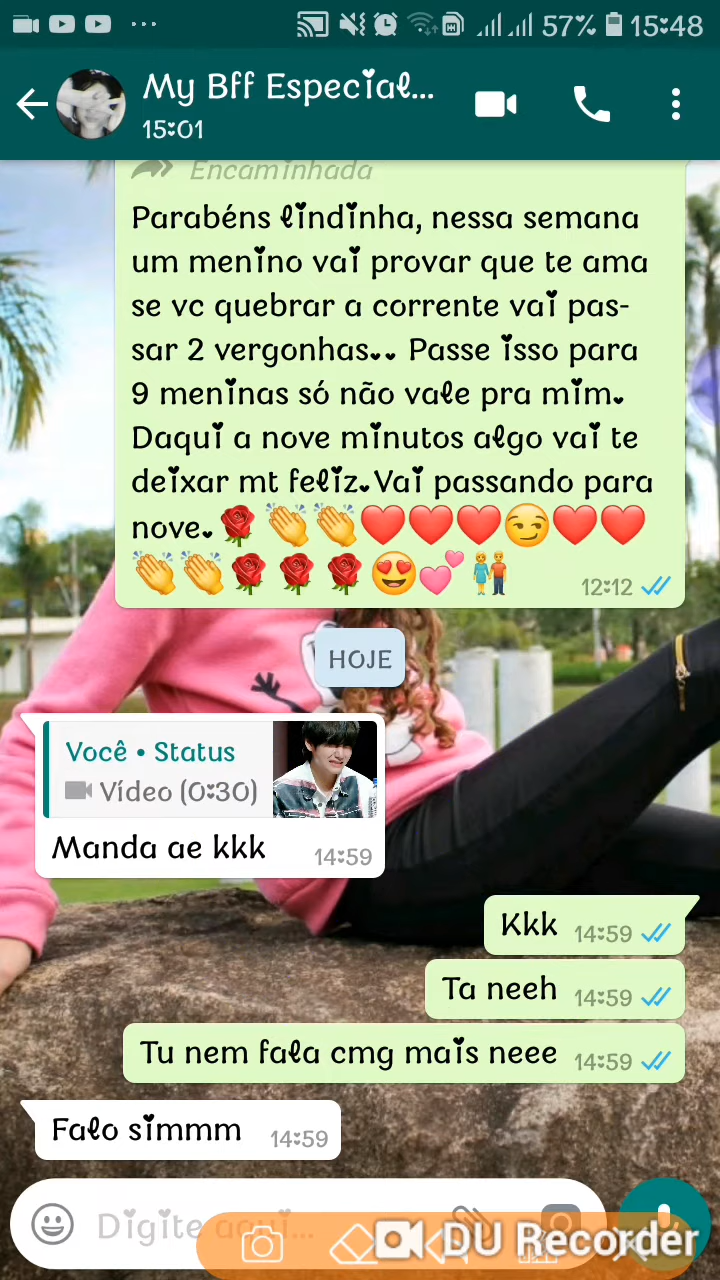 57% 15:48
My Bff Especial...
15:01
Encaminhada
Parabéns lindinha, nessa semana
um menino vai provar que te ama
se vc quebrar a corrente vai pas-
sar 2 vergonhas.. Passe isso para
9 meninas só não vale pra mim.
Daqui a nove minutos algo vai te
deixar mt feliz.Vai passando para
nove.
12:12
HOJE
Você • Status
Vídeo (0:30)
Manda ae kkk 14:59
Kkk 14:59
Ta neeh 14:59
Tu nem fala cmg mais neee 14:59
Falo simmm 14:59
Digite aqui...
DU Recorder